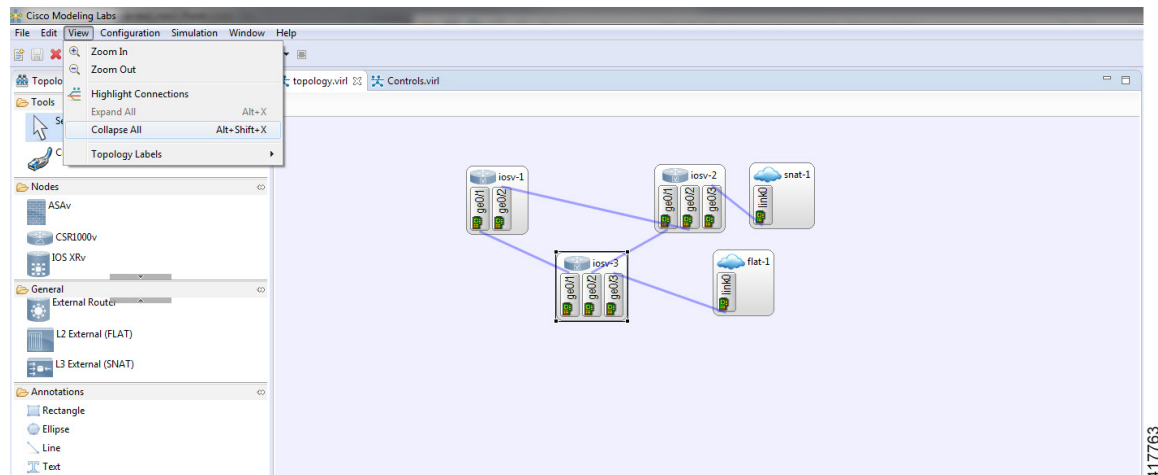 Cisco Modeling Labs
File Edit View Configuration Simulation Window Help
Zoom In
Zoom Out
Highlight Connections
Expand All Alt+X
Collapse All Alt+Shift+X
Topology Labels
Topolo
topology.virl
Controls.virl
Tools
Se
C
Nodes
ASAv
CSR1000v
IOS XRv
General
External Router
L2 External (FLAT)
L3 External (SNAT)
Annotations
Rectangle
Ellipse
Line
Text
iosv-1
ge0/1
ge0/2
iosv-2
ge0/1
ge0/2
ge0/3
snat-1
link0
iosv-3
ge0/1
ge0/2
ge0/3
flat-1
link0
417763